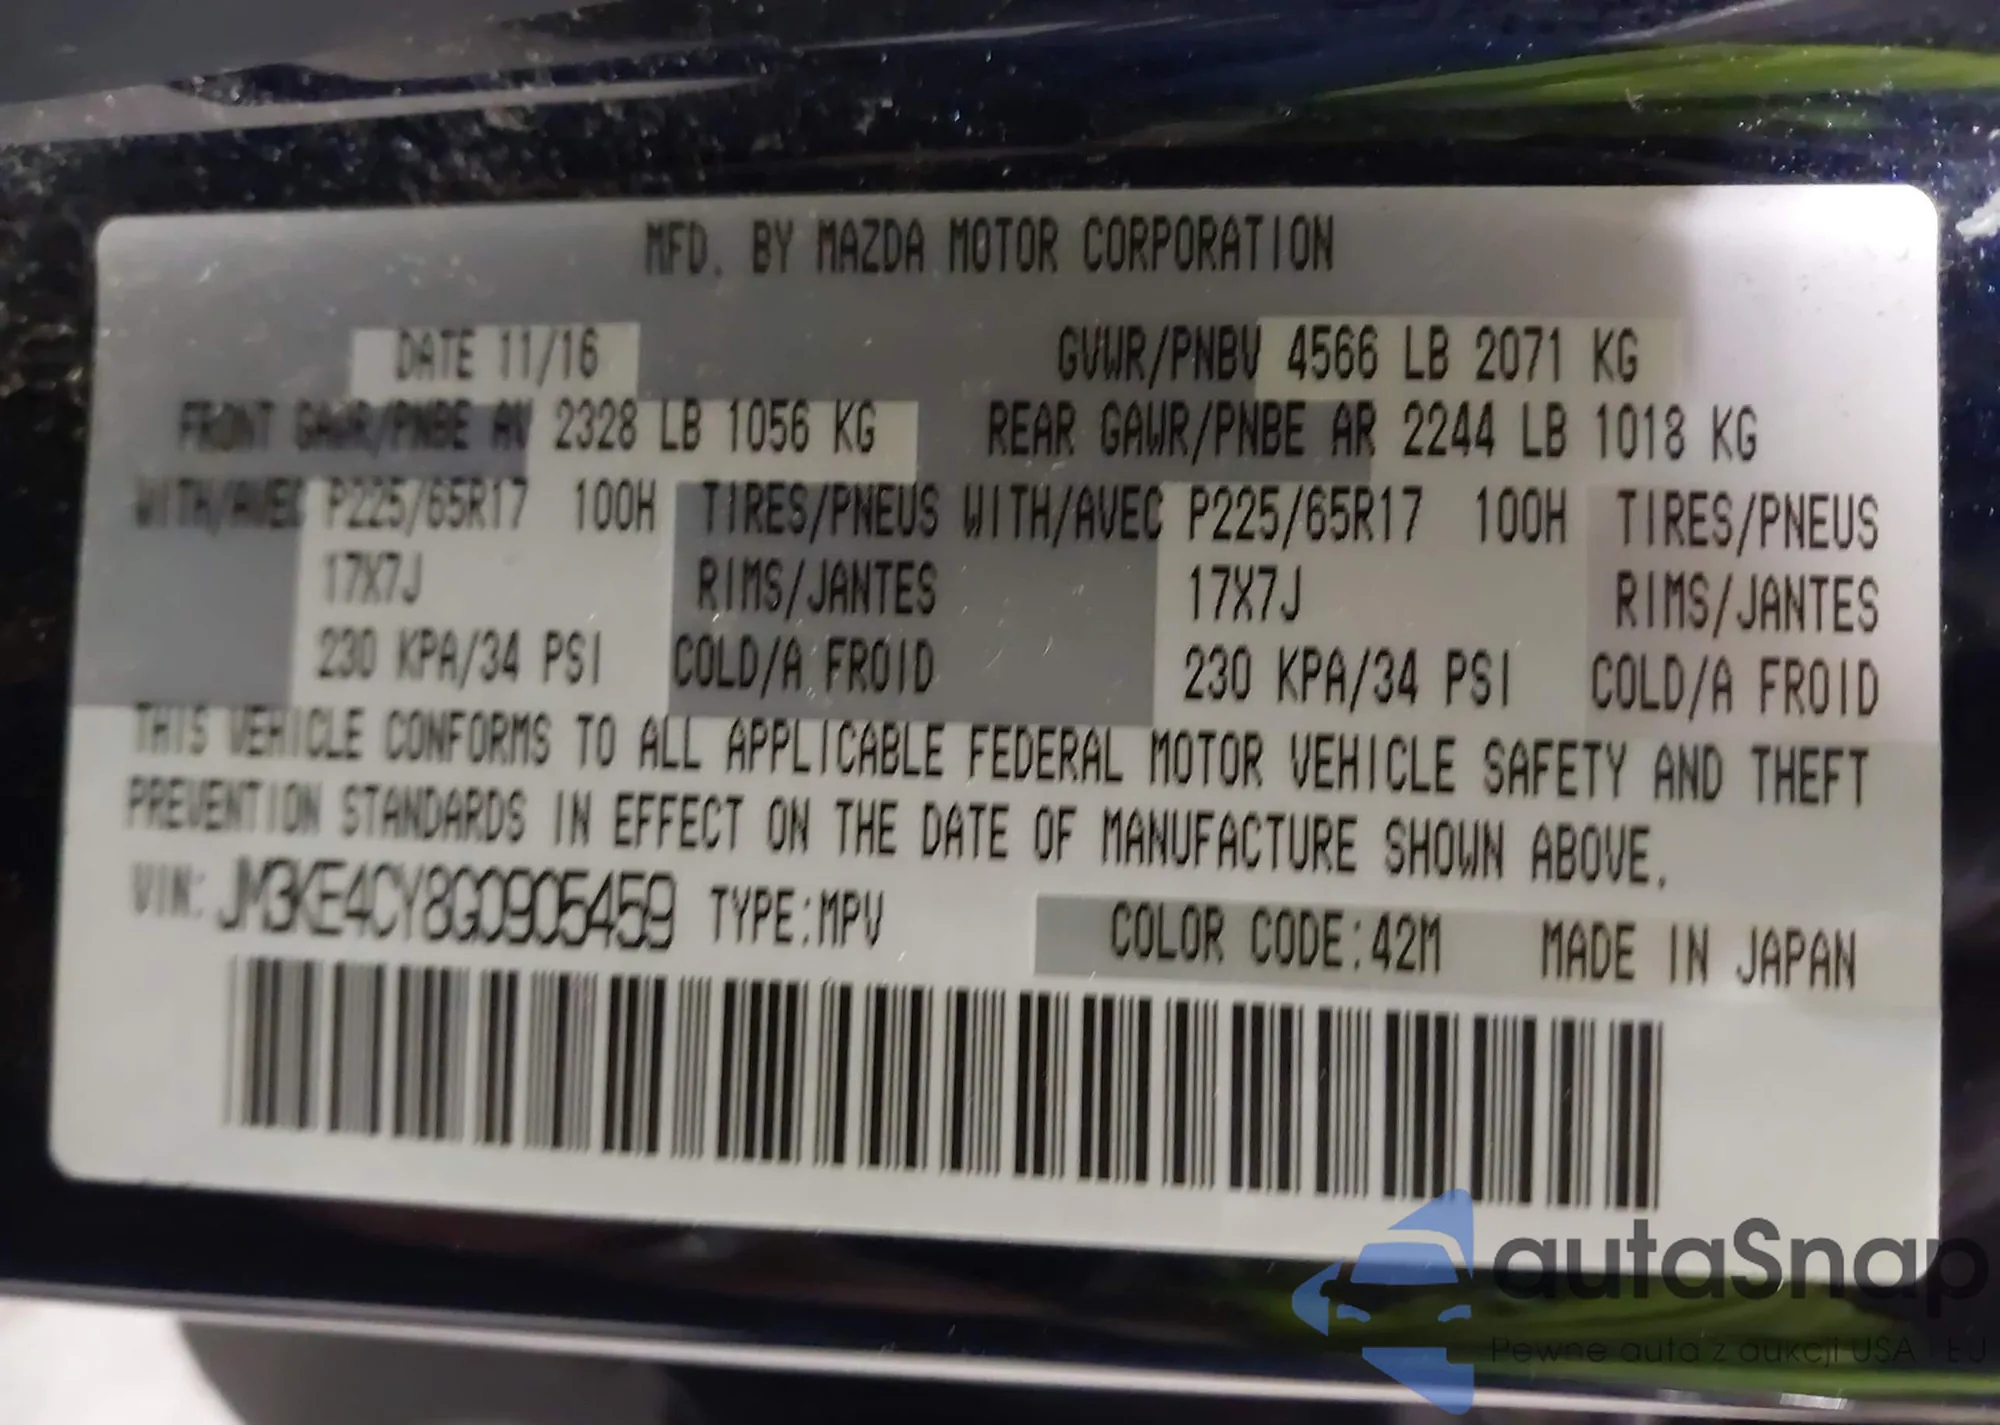 MFD. BY MAZDA MOTOR CORPORATION
DATE 11/16 GVWR/PNBV 4566 LB 2071 KG
FRONT GAWR/PNBE AV 2328 LB 1056 KG REAR GAWR/PNBE AR 2244 LB 1018 KG
WITH/AVEC P225/65R17 100H TIRES/PNEUS WITH/AVEC P225/65R17 100H TIRES/PNEUS
17X7J RIMS/JANTES 17X7J RIMS/JANTES
230 KPA/34 PSI COLD/A FROID 230 KPA/34 PSI COLD/A FROID
THIS VEHICLE CONFORMS TO ALL APPLICABLE FEDERAL MOTOR VEHICLE SAFETY AND THEFT
PREVENTION STANDARDS IN EFFECT ON THE DATE OF MANUFACTURE SHOWN ABOVE.
VIN: JM3KE4CY8G0905459 TYPE:MPV COLOR CODE:42M MADE IN JAPAN
autaSnap
Pewne auta z aukcji USA i EU